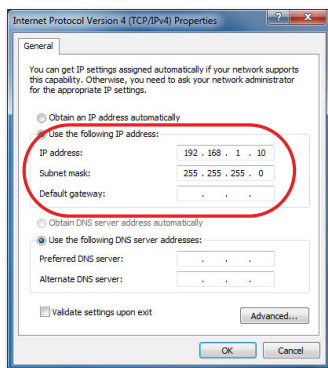 Internet Protocol Version 4 (TCP/IPv4) Properties
General
You can get IP settings assigned automatically if your network supports
this capability. Otherwise, you need to ask your network administrator
for the appropriate IP settings.
Obtain an IP address automatically
Use the following IP address:
IP address: 192 . 168 . 1 . 10
Subnet mask: 255 . 255 . 255 . 0
Default gateway: . . .
Obtain DNS server address automatically
Use the following DNS server addresses:
Preferred DNS server: . . .
Alternate DNS server: . . .
Validate settings upon exit
Advanced...
OK Cancel